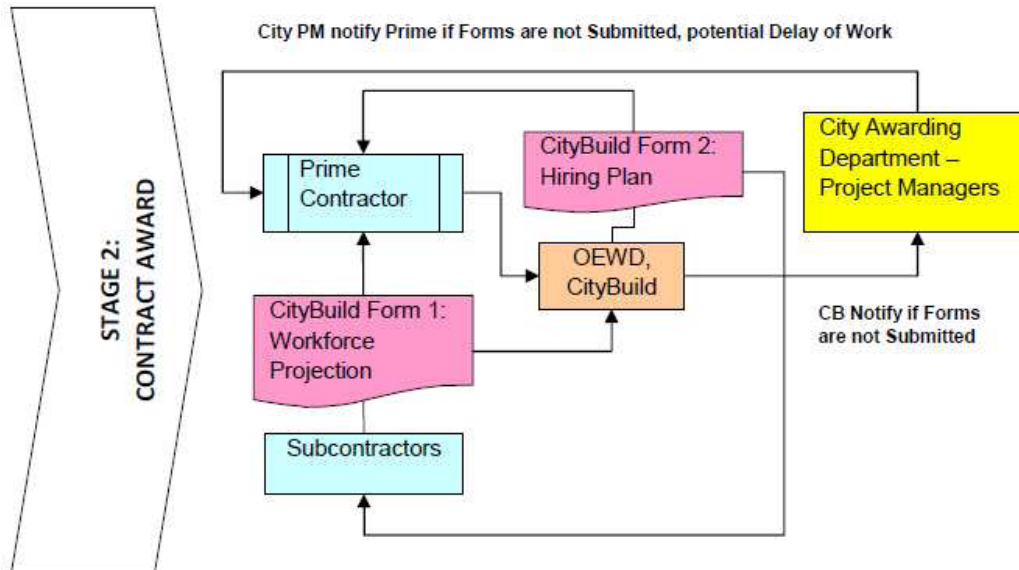 City PM notify Prime if Forms are not Submitted, potential Delay of Work
STAGE 2:
CONTRACT AWARD
Prime
Contractor
CityBuild Form 2:
Hiring Plan
City Awarding
Department –
Project Managers
OEWD,
CityBuild
CityBuild Form 1:
Workforce
Projection
CB Notify if Forms
are not Submitted
Subcontractors